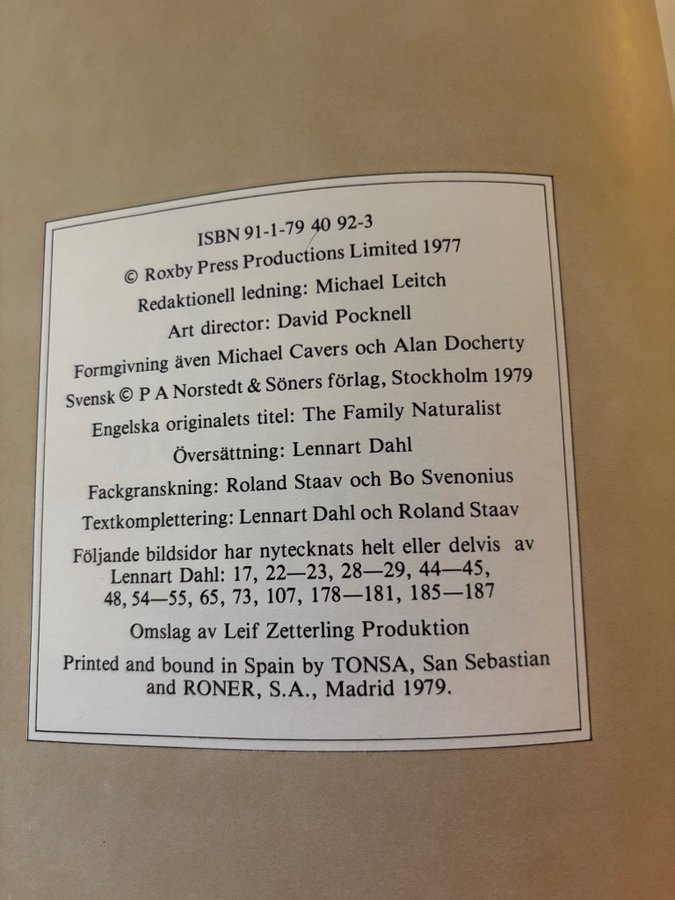 ISBN 91-1-79 40 92-3
© Roxby Press Productions Limited 1977
Redaktionell ledning: Michael Leitch
Art director: David Pocknell
Formgivning även Michael Cavers och Alan Docherty
Svensk © P A Norstedt & Söners förlag, Stockholm 1979
Engelska originalets titel: The Family Naturalist
Översättning: Lennart Dahl
Fackgranskning: Roland Staav och Bo Svenonius
Textkomplettering: Lennart Dahl och Roland Staav
Följande bildsidor har nytecknats helt eller delvis av
Lennart Dahl: 17, 22—23, 28—29, 44—45,
48, 54—55, 65, 73, 107, 178—181, 185—187
Omslag av Leif Zetterling Produktion
Printed and bound in Spain by TONSA, San Sebastian
and RONER, S.A., Madrid 1979.